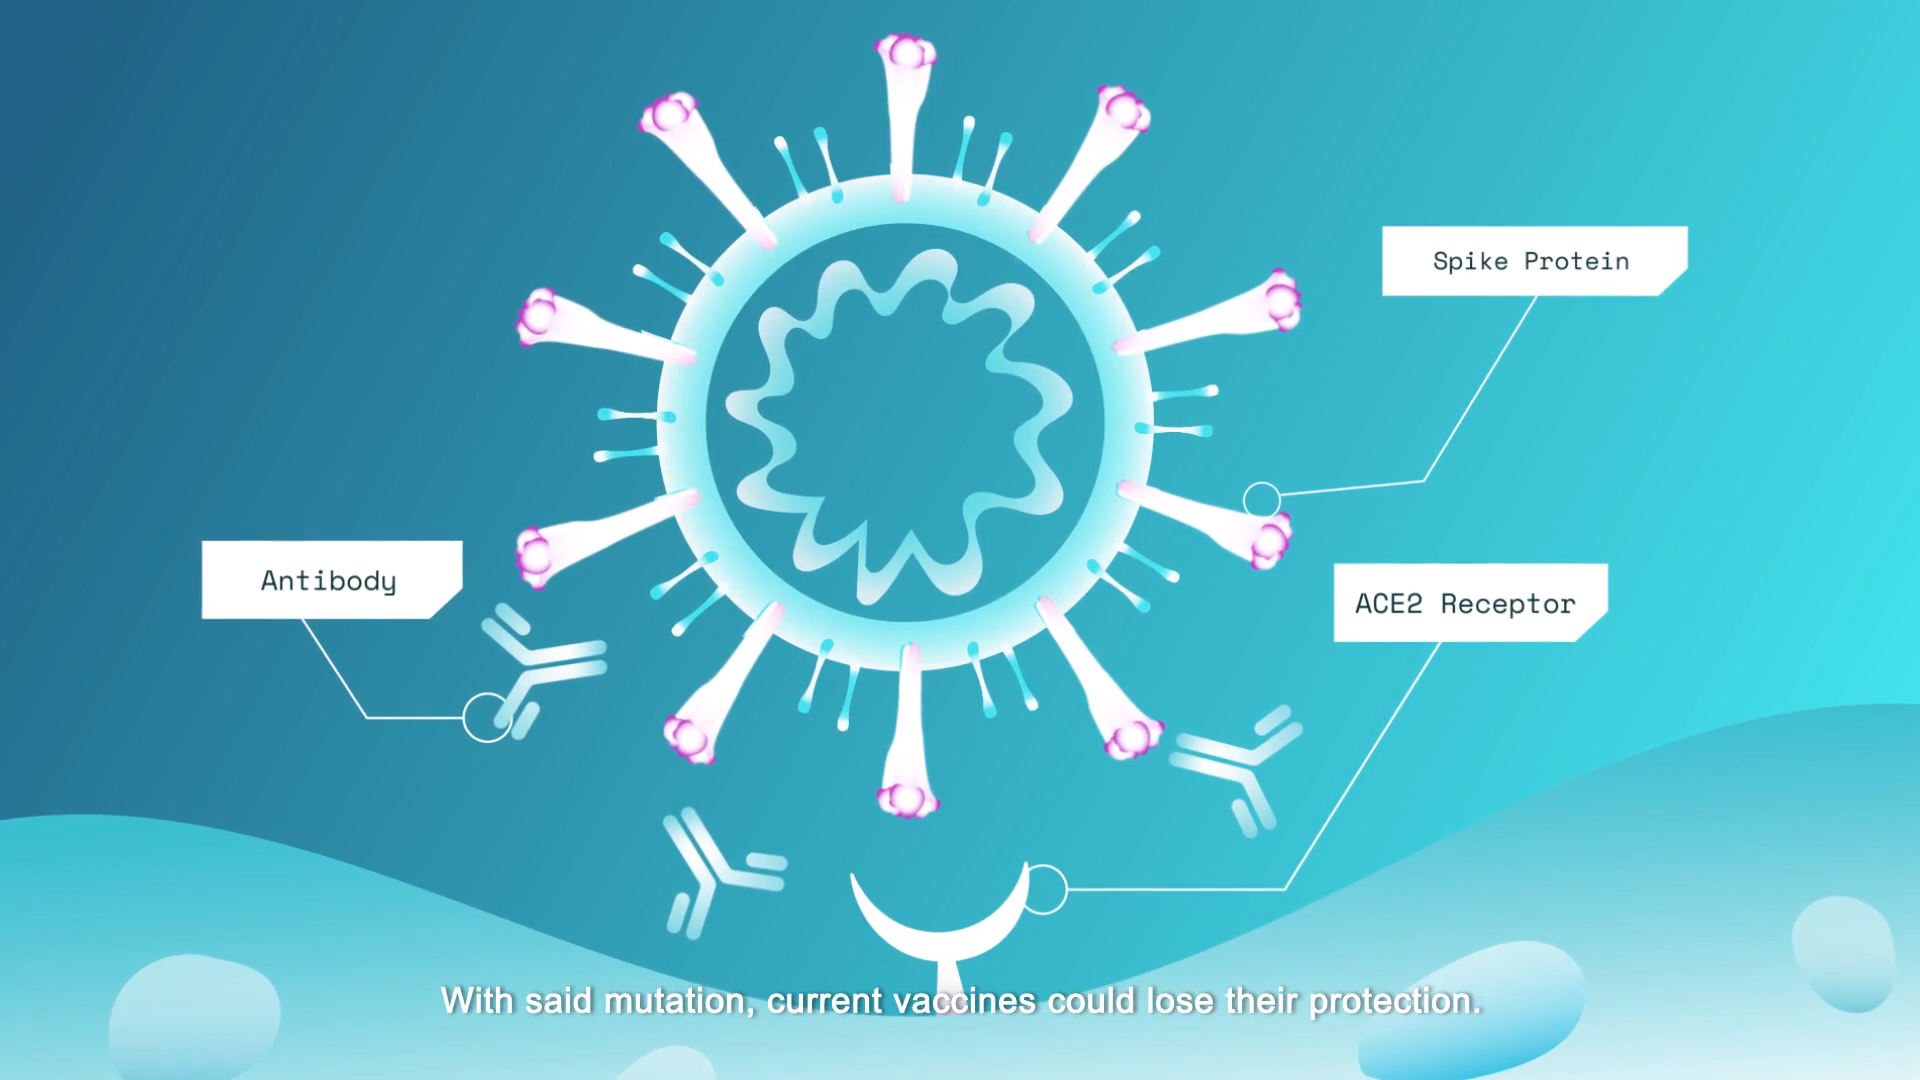 Spike Protein
Antibody
ACE2 Receptor
With said mutation, current vaccines could lose their protection.